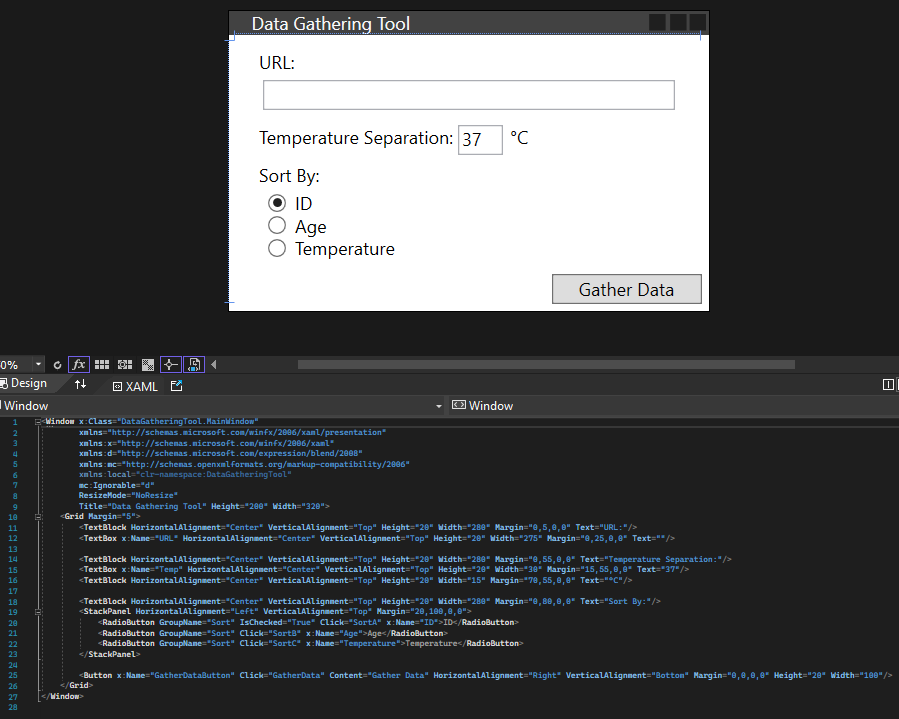 Data Gathering Tool
URL:
Temperature Separation: 37 °C
Sort By:
ID
Age
Temperature
Gather Data
0% fx
Design XAML
Window Window
1 <Window x:Class="DataGatheringTool.MainWindow"
2 xmlns="http://schemas.microsoft.com/winfx/2006/xaml/presentation"
3 xmlns:x="http://schemas.microsoft.com/winfx/2006/xaml"
4 xmlns:d="http://schemas.microsoft.com/expression/blend/2008"
5 xmlns:mc="http://schemas.openxmlformats.org/markup-compatibility/2006"
6 xmlns:local="clr-namespace:DataGatheringTool"
7 mc:Ignorable="d"
8 ResizeMode="NoResize"
9 Title="Data Gathering Tool" Height="200" Width="320">
10 <Grid Margin="5">
11 <TextBlock HorizontalAlignment="Center" VerticalAlignment="Top" Height="20" Width="280" Margin="0,5,0,0" Text="URL:"/>
12 <TextBox x:Name="URL" HorizontalAlignment="Center" VerticalAlignment="Top" Height="20" Width="275" Margin="0,25,0,0" Text=""/>
13
14 <TextBlock HorizontalAlignment="Center" VerticalAlignment="Top" Height="20" Width="280" Margin="0,55,0,0" Text="Temperature Separation:"/>
15 <TextBox x:Name="Temp" HorizontalAlignment="Center" VerticalAlignment="Top" Height="20" Width="30" Margin="15,55,0,0" Text="37"/>
16 <TextBlock HorizontalAlignment="Center" VerticalAlignment="Top" Height="20" Width="15" Margin="70,55,0,0" Text="°C"/>
17
18 <TextBlock HorizontalAlignment="Center" VerticalAlignment="Top" Height="20" Width="280" Margin="0,80,0,0" Text="Sort By:"/>
19 <StackPanel HorizontalAlignment="Left" VerticalAlignment="Top" Margin="20,100,0,0">
20 <RadioButton GroupName="Sort" IsChecked="True" Click="SortA" x:Name="ID">ID</RadioButton>
21 <RadioButton GroupName="Sort" Click="SortB" x:Name="Age">Age</RadioButton>
22 <RadioButton GroupName="Sort" Click="SortC" x:Name="Temperature">Temperature</RadioButton>
23 </StackPanel>
24
25 <Button x:Name="GatherDataButton" Click="GatherData" Content="Gather Data" HorizontalAlignment="Right" VerticalAlignment="Bottom" Margin="0,0,0,0" Height="20" Width="100"/>
26 </Grid>
27 </Window>
28